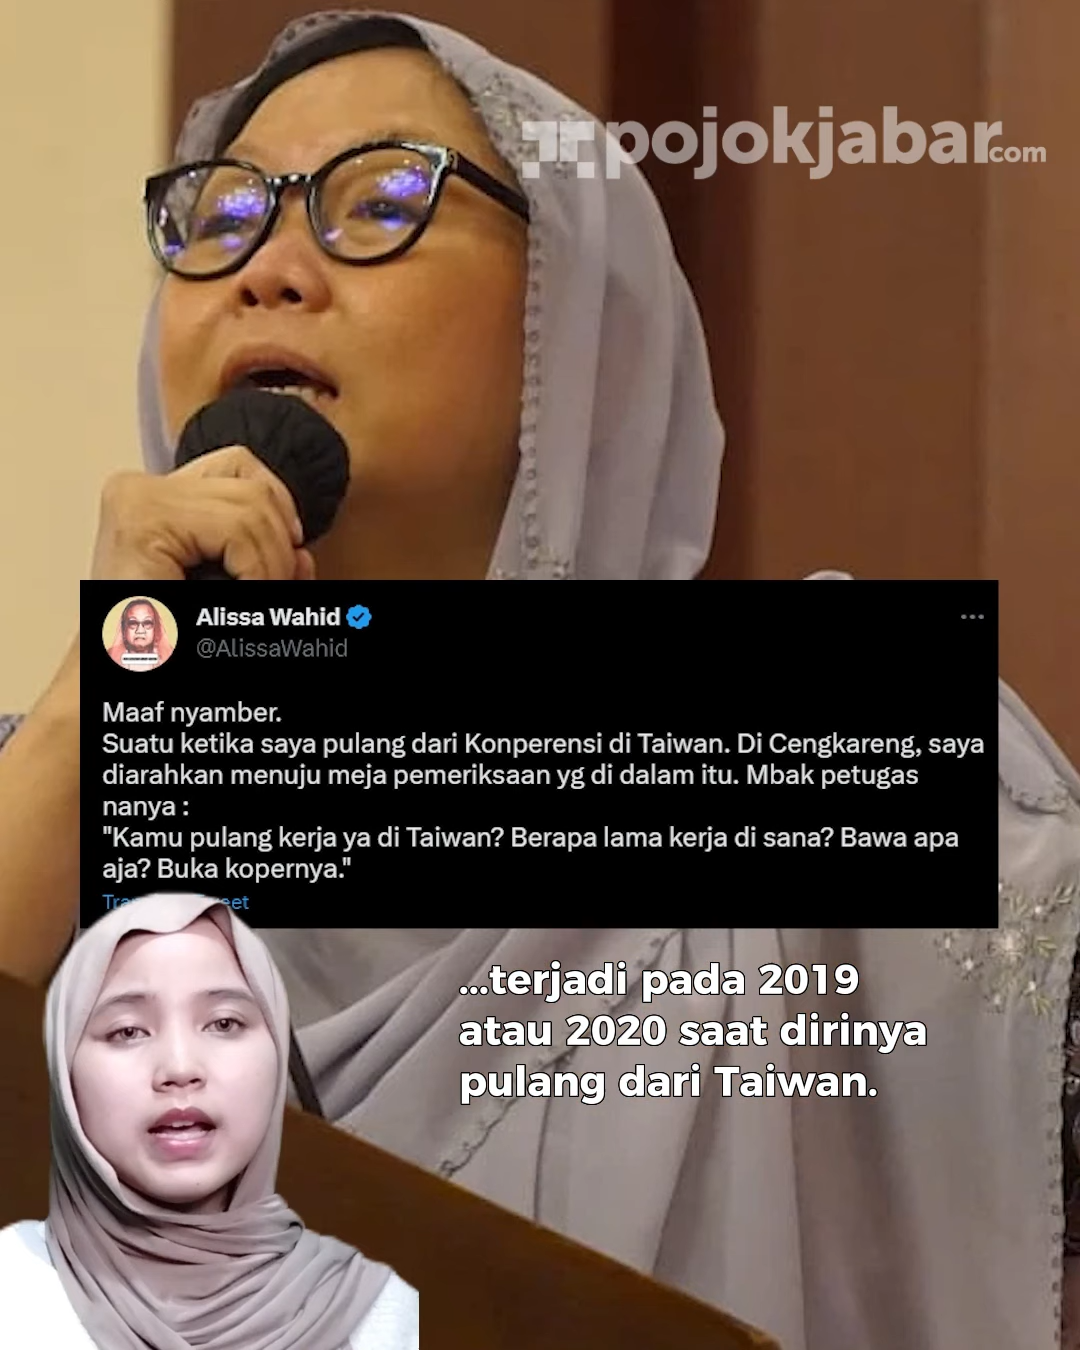 pojokjabar.com
Alissa Wahid
@AlissaWahid
Maaf nyamber.
Suatu ketika saya pulang dari Konperensi di Taiwan. Di Cengkareng, saya
diarahkan menuju meja pemeriksaan yg di dalam itu. Mbak petugas
nanya :
"Kamu pulang kerja ya di Taiwan? Berapa lama kerja di sana? Bawa apa
aja? Buka kopernya."
...terjadi pada 2019
atau 2020 saat dirinya
pulang dari Taiwan.